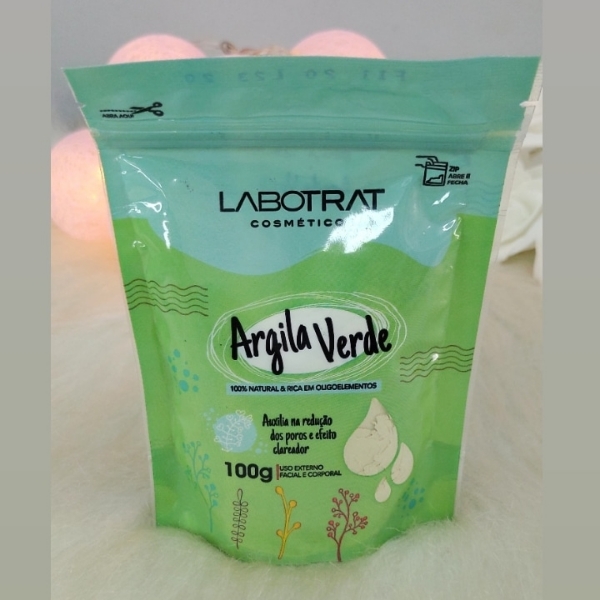 ABRA AQUI
ZIP
ABRE E
FECHA
LABOTRAT
COSMÉTICOS
Argila Verde
100% NATURAL & RICA EM OLIGOELEMENTOS
Auxilia na redução
dos poros e efeito
clareador
100g
USO EXTERNO
FACIAL E CORPORAL